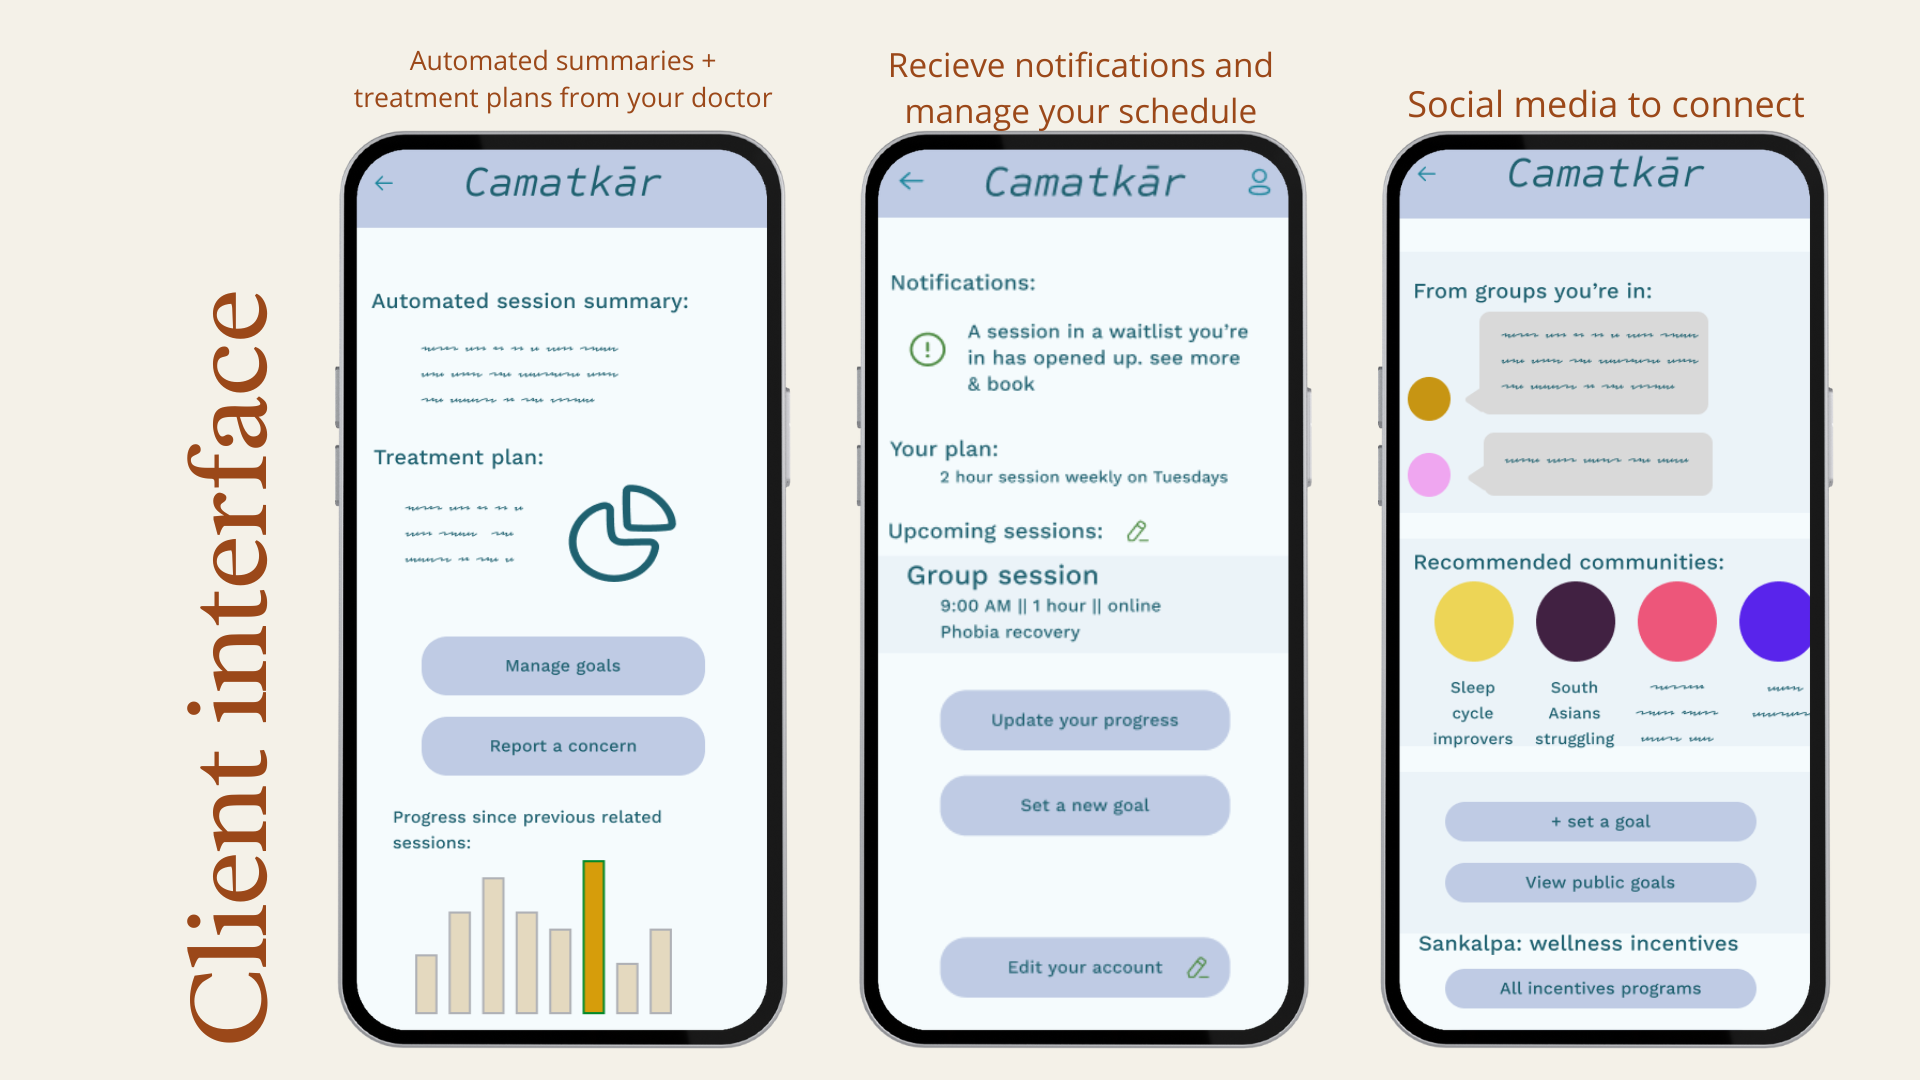 Client interface
Automated summaries +
treatment plans from your doctor
Camatkār
Automated session summary:
Treatment plan:
Manage goals
Report a concern
Progress since previous related
sessions:
Recieve notifications and
manage your schedule
Camatkār
Notifications:
A session in a waitlist you’re
in has opened up. see more
& book
Your plan:
2 hour session weekly on Tuesdays
Upcoming sessions:
Group session
9:00 AM || 1 hour || online
Phobia recovery
Update your progress
Set a new goal
Edit your account
Social media to connect
Camatkār
From groups you’re in:
Recommended communities:
Sleep
cycle
improvers
South
Asians
struggling
+ set a goal
View public goals
Sankalpa: wellness incentives
All incentives programs